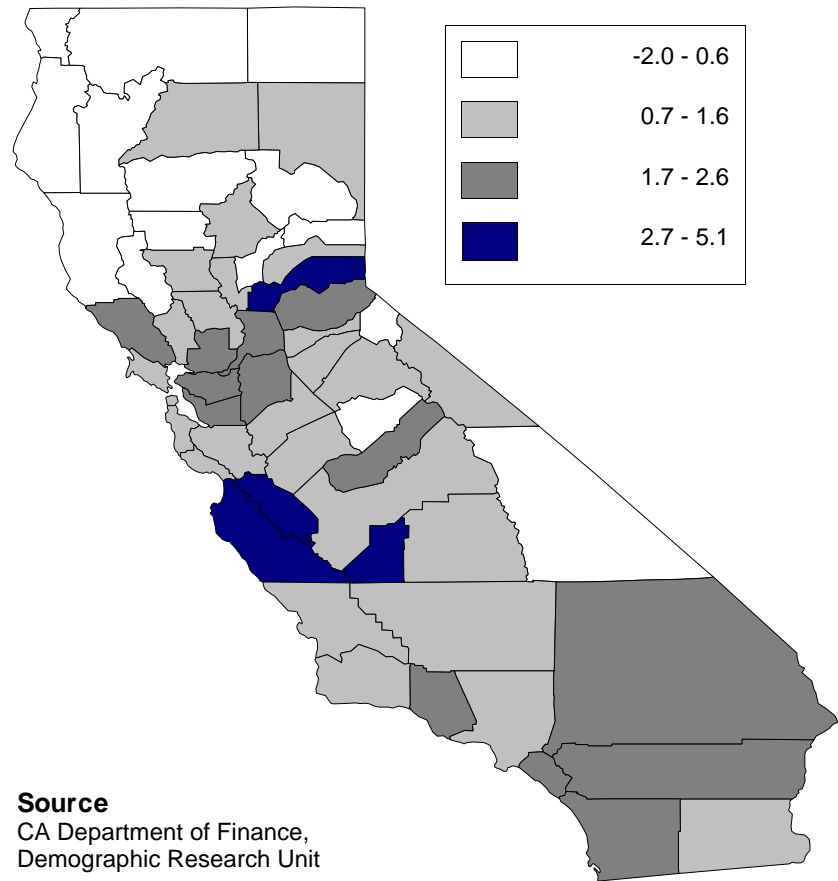 -2.0 - 0.6
0.7 - 1.6
1.7 - 2.6
2.7 - 5.1
Source
CA Department of Finance,
Demographic Research Unit